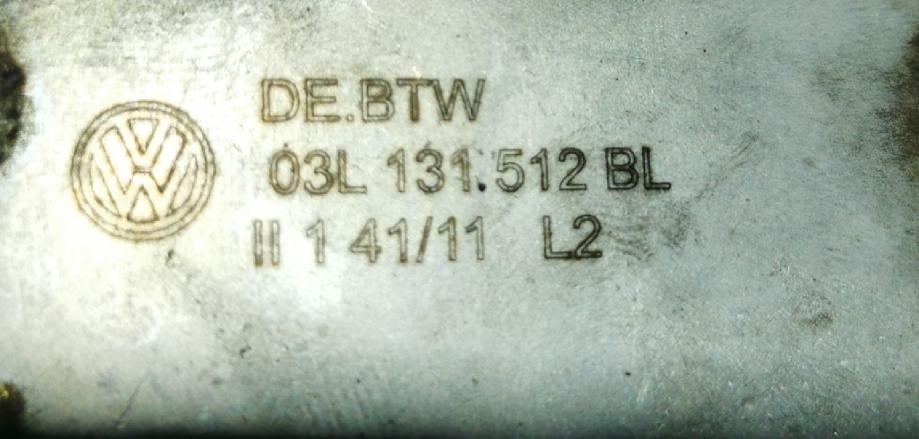 DE.BTW
03L 131.512 BL
II 1 41/11 L2